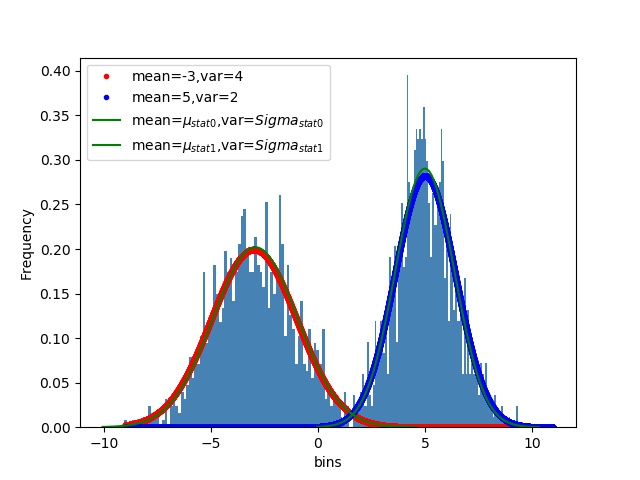 mean=-3,var=4
mean=5,var=2
mean=μstat0,var=Sigmastat0
mean=μstat1,var=Sigmastat1
Frequency
0.40
0.35
0.30
0.25
0.20
0.15
0.10
0.05
0.00
−10 −5 0 5 10
bins